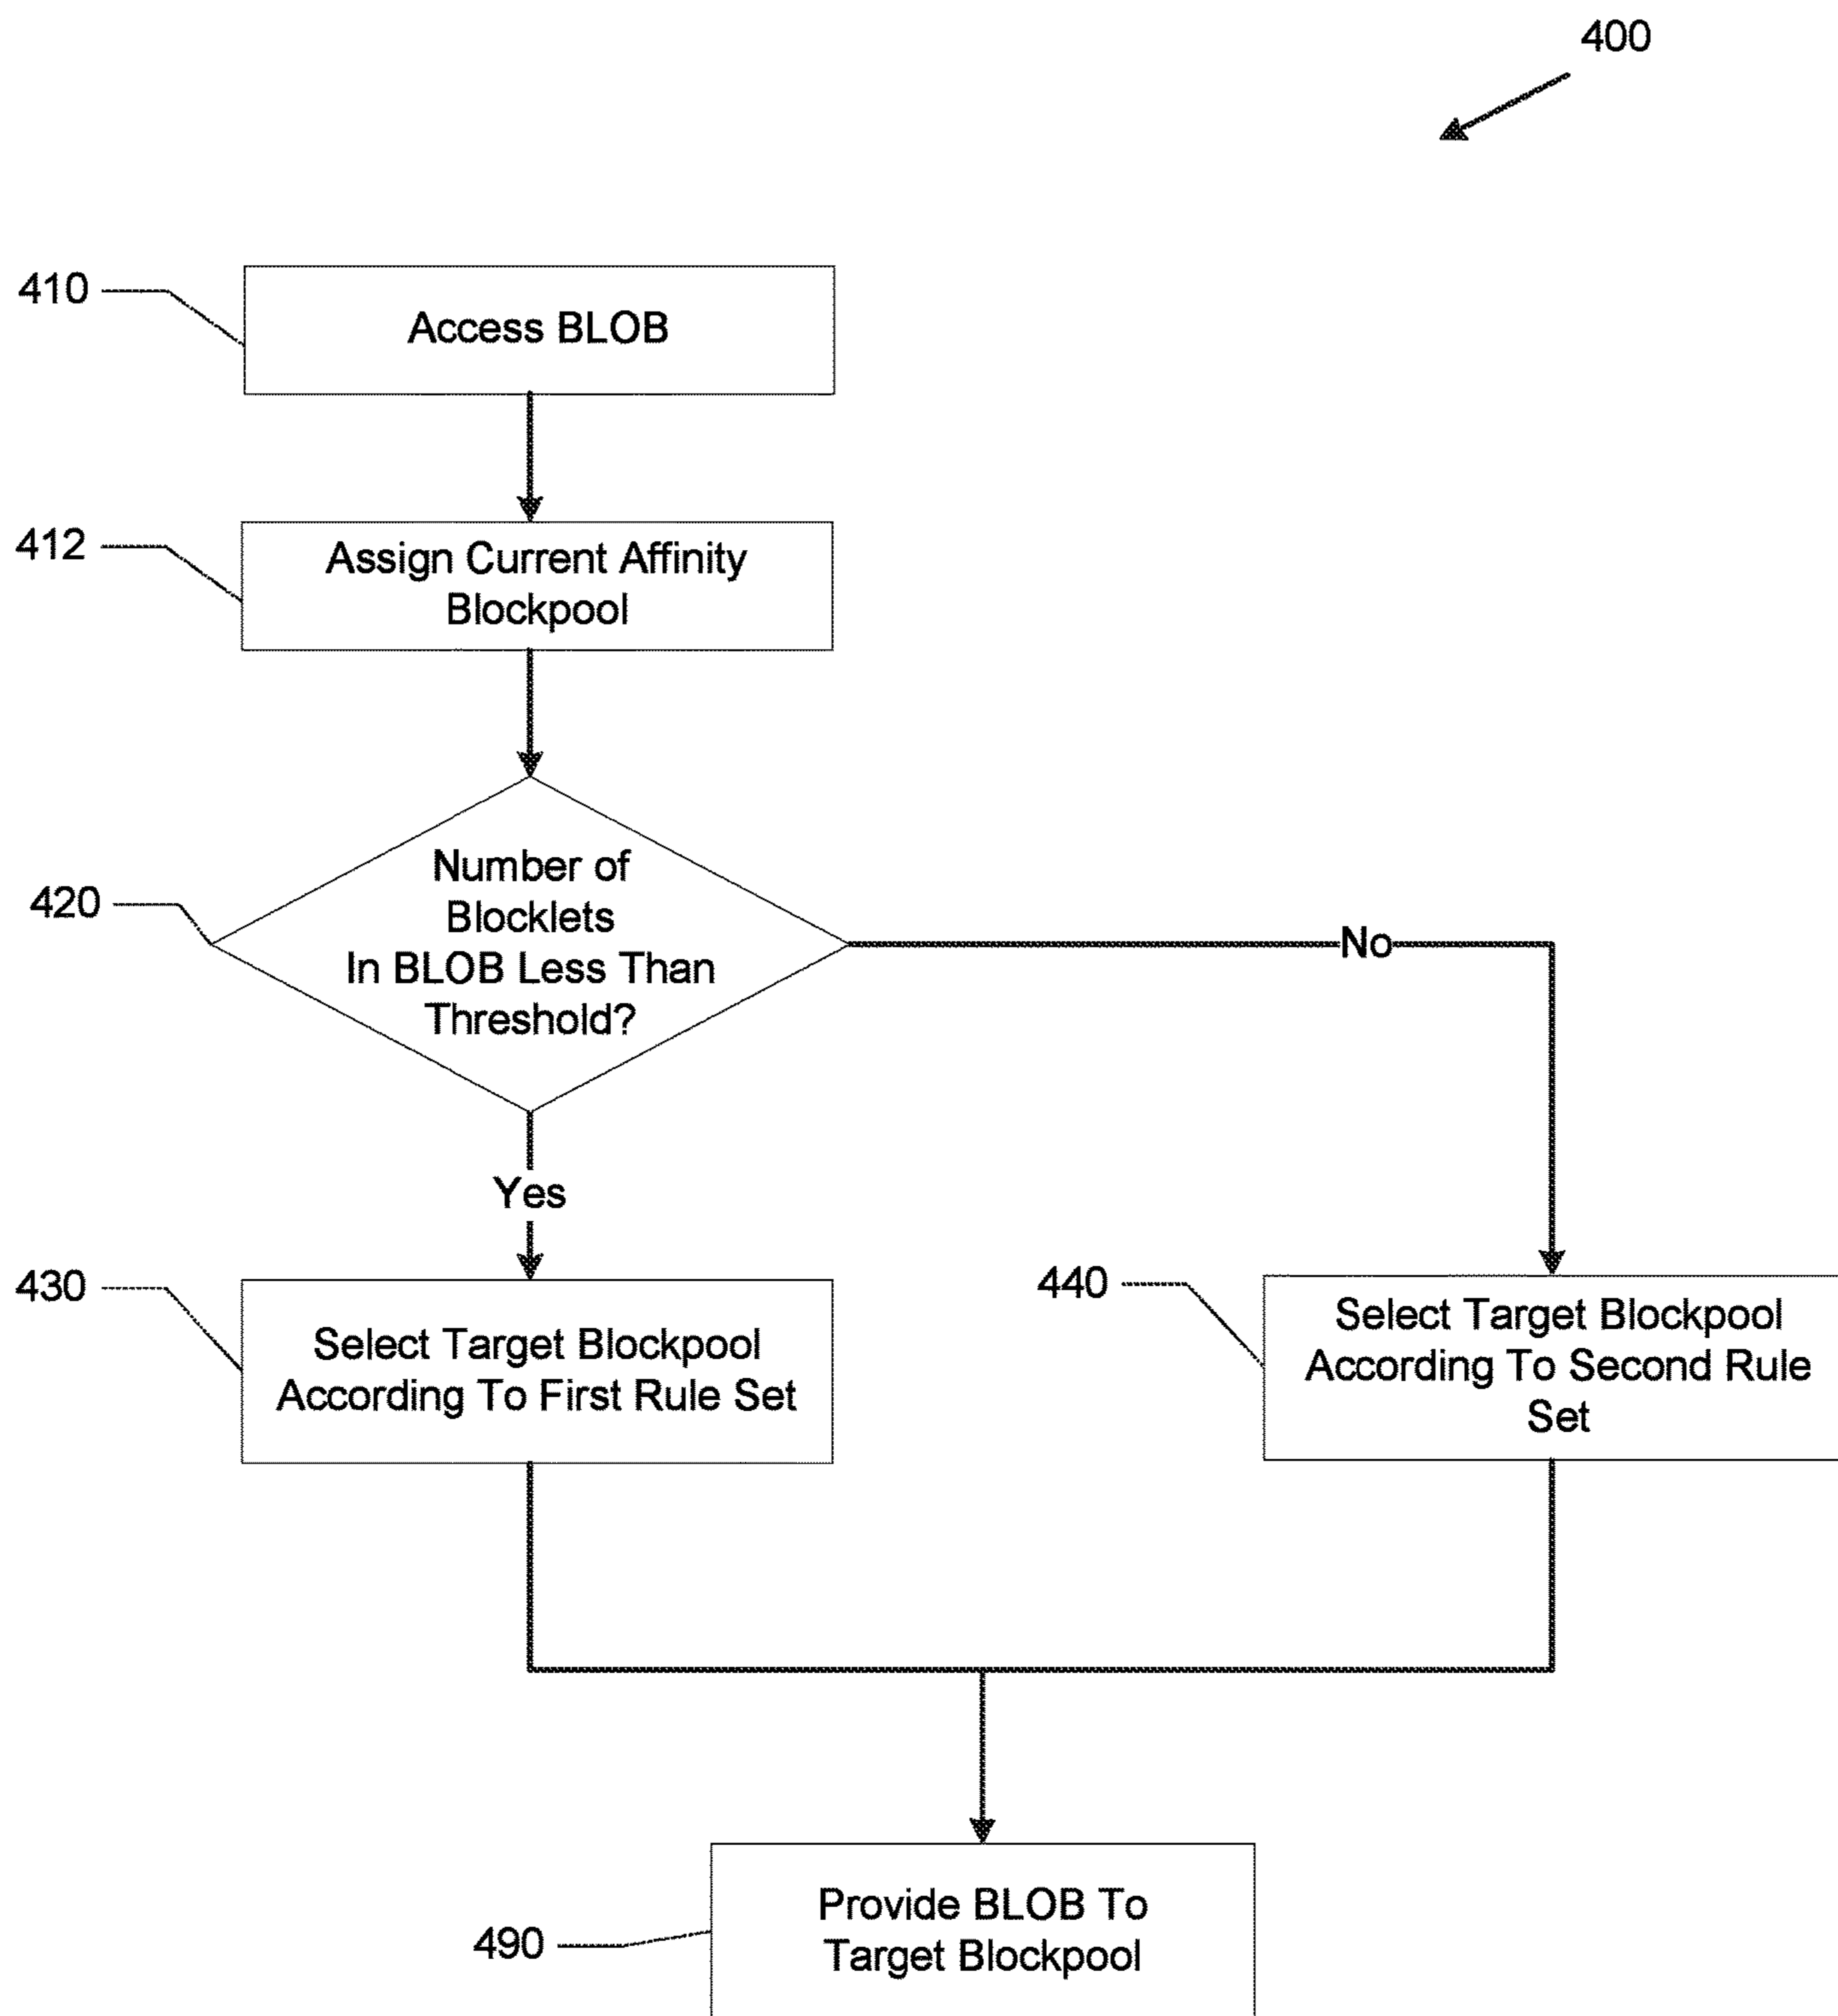 400
410
Access BLOB
412
Assign Current Affinity
Blockpool
420
Number of
Blocklets
In BLOB Less Than
Threshold?
No
Yes
430
Select Target Blockpool
According To First Rule Set
440
Select Target Blockpool
According To Second Rule
Set
490
Provide BLOB To
Target Blockpool